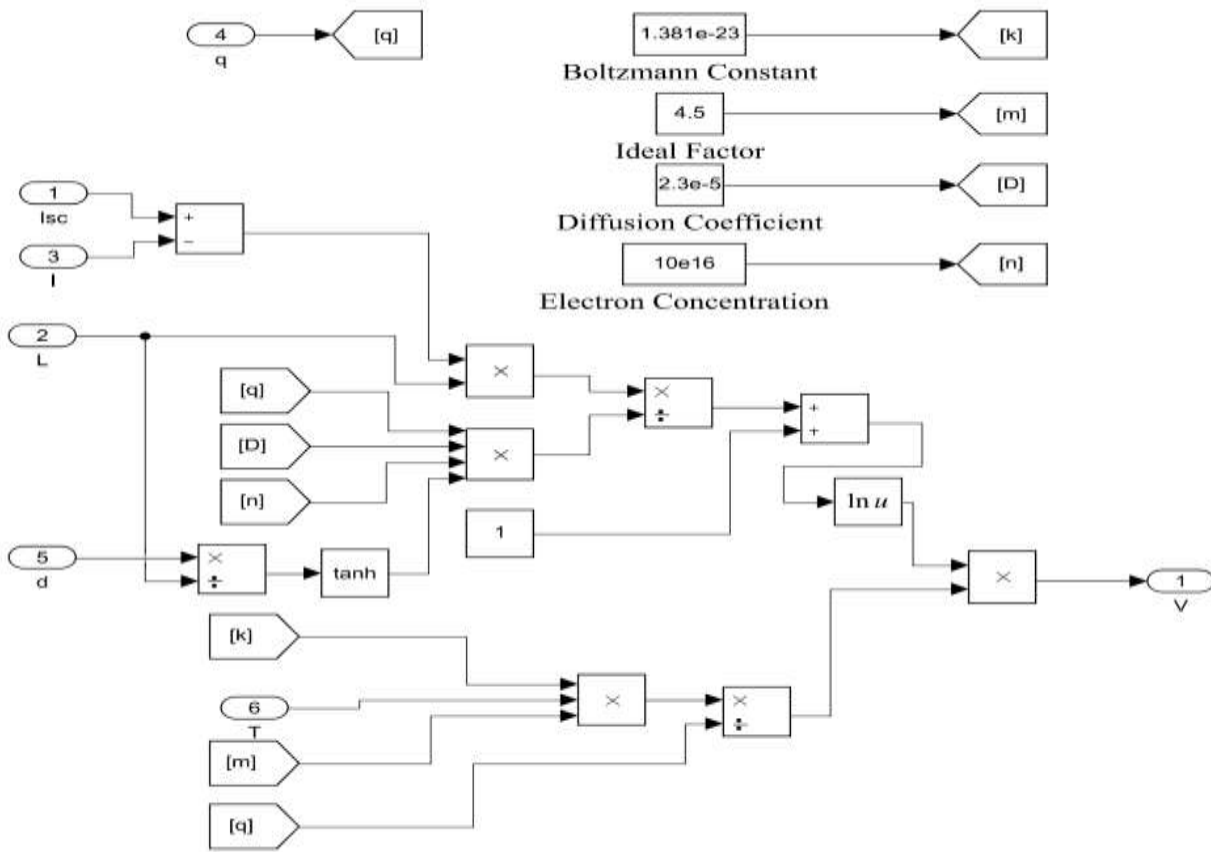 4
q
[q]
1.381e-23
[k]
Boltzmann Constant
4.5
[m]
Ideal Factor
2.3e-5
[D]
Diffusion Coefficient
10e16
[n]
Electron Concentration
1
Isc
+
−
3
I
2
L
[q]
[D]
[n]
×
×
×
÷
+
+
1
ln u
5
d
×
÷
tanh
×
1
V
[k]
6
T
[m]
[q]
×
×
÷